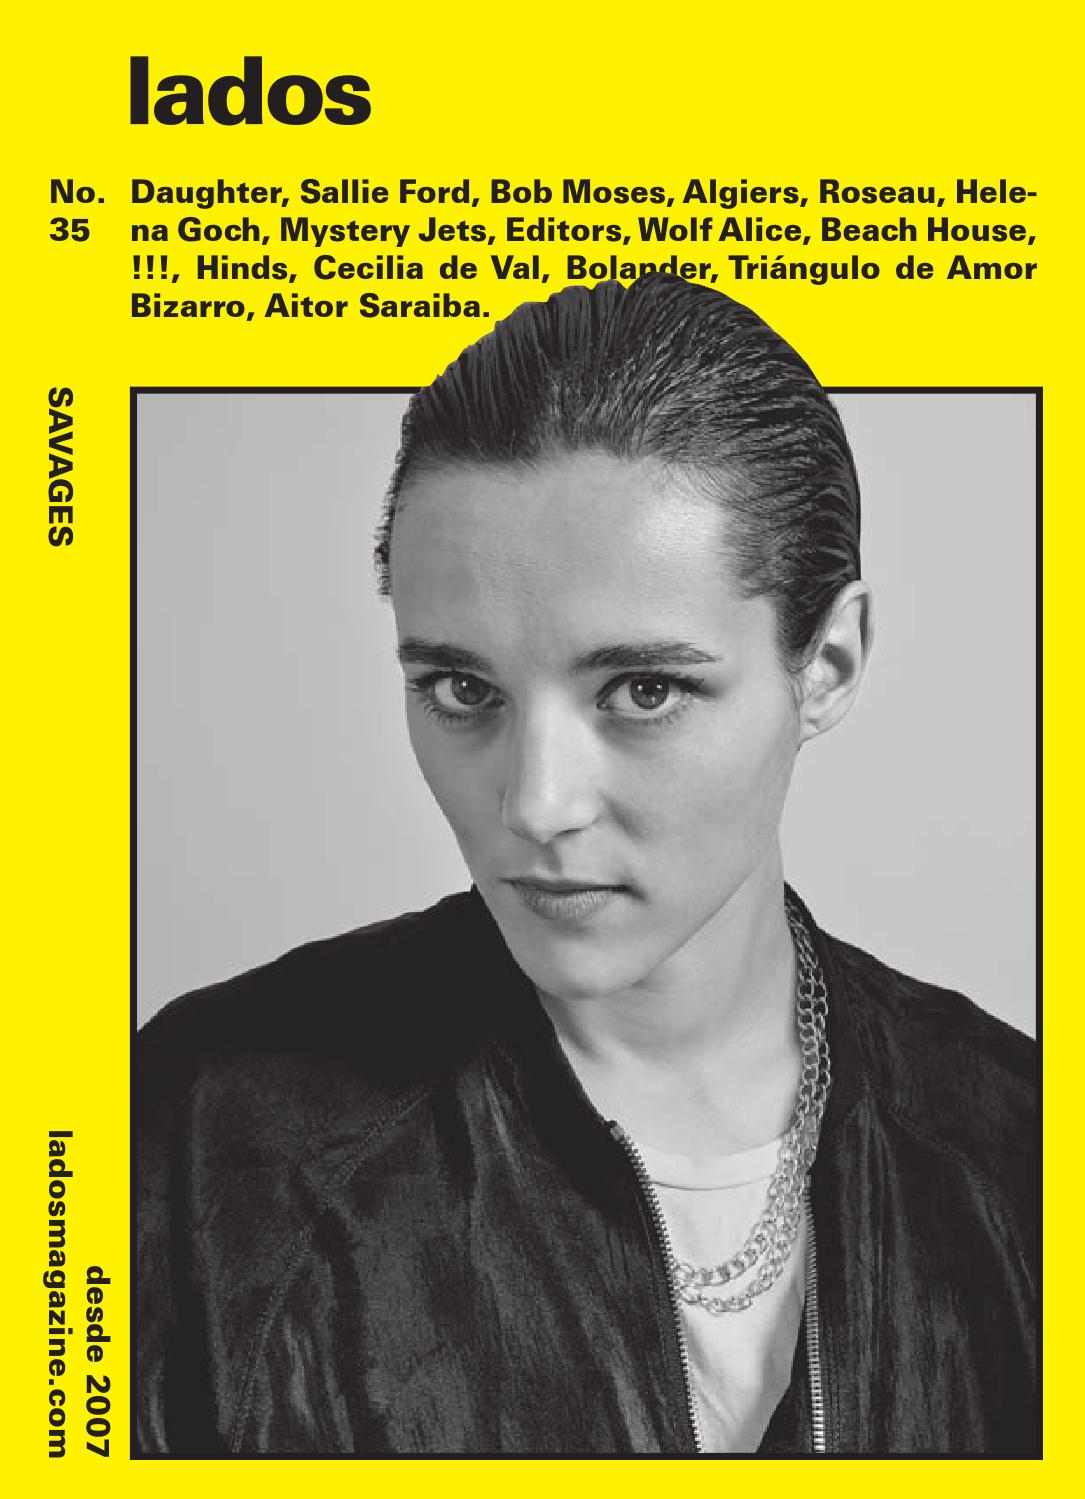 lados
No.
35
Daughter, Sallie Ford, Bob Moses, Algiers, Roseau, Hele-
na Goch, Mystery Jets, Editors, Wolf Alice, Beach House,
!!!, Hinds, Cecilia de Val, Bolander, Triángulo de Amor
Bizarro, Aitor Saraiba.
SAVAGES
desde 2007
ladosmagazine.com